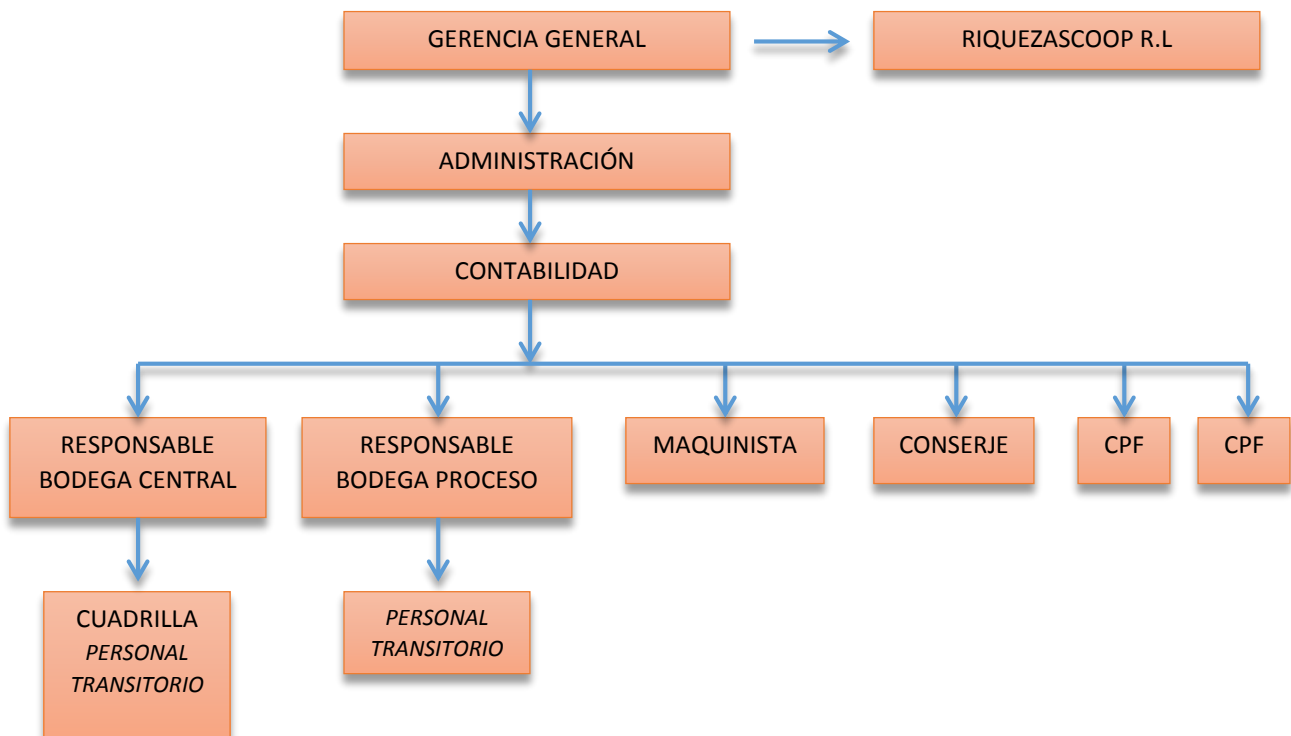 GERENCIA GENERAL
RIQUEZASCOOP R.L
ADMINISTRACIÓN
CONTABILIDAD
RESPONSABLE
BODEGA CENTRAL
RESPONSABLE
BODEGA PROCESO
MAQUINISTA
CONSERJE
CPF
CPF
CUADRILLA
PERSONAL
TRANSITORIO
PERSONAL
TRANSITORIO